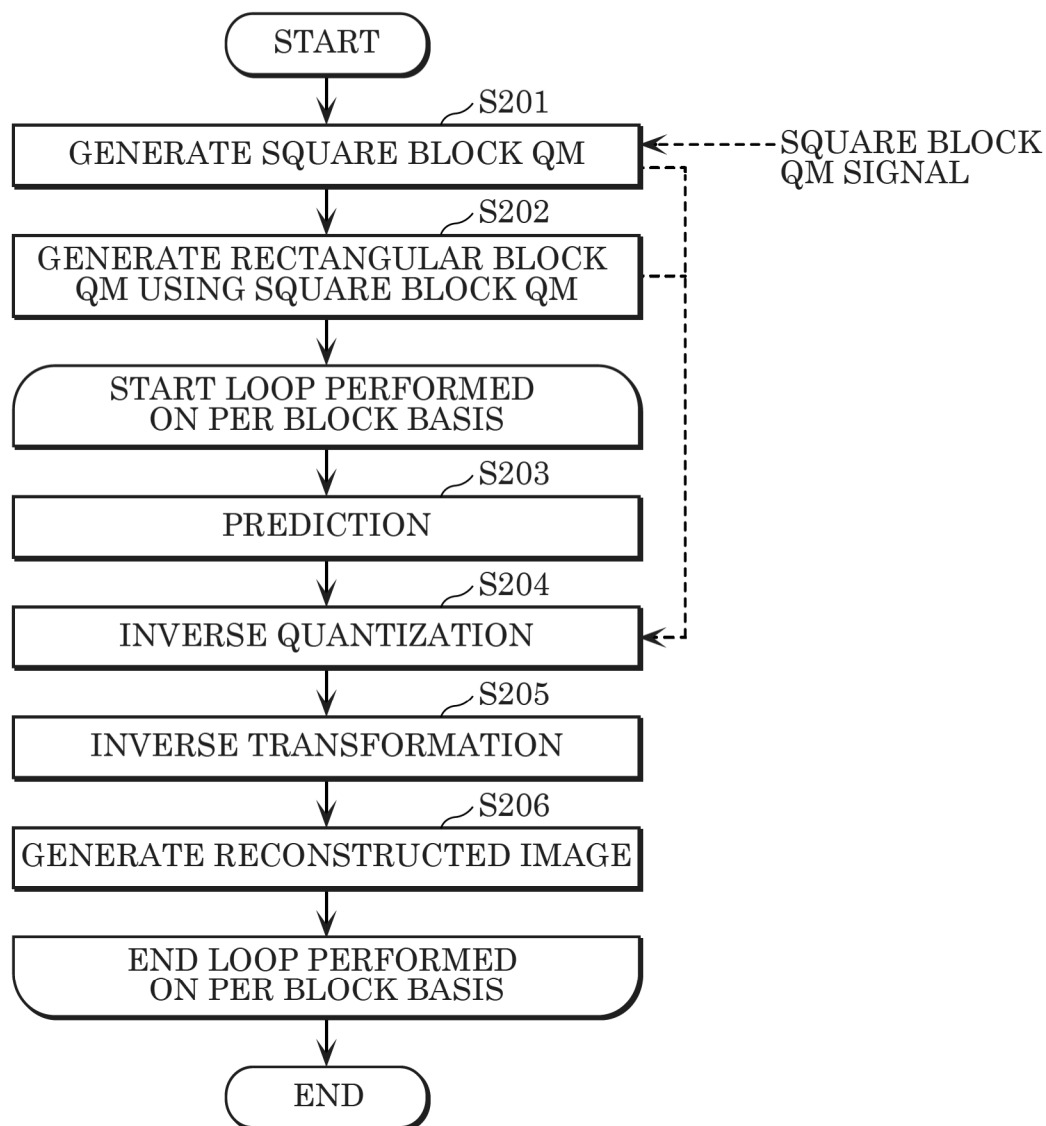 START
S201
GENERATE SQUARE BLOCK QM
SQUARE BLOCK
QM SIGNAL
S202
GENERATE RECTANGULAR BLOCK
QM USING SQUARE BLOCK QM
START LOOP PERFORMED
ON PER BLOCK BASIS
S203
PREDICTION
S204
INVERSE QUANTIZATION
S205
INVERSE TRANSFORMATION
S206
GENERATE RECONSTRUCTED IMAGE
END LOOP PERFORMED
ON PER BLOCK BASIS
END